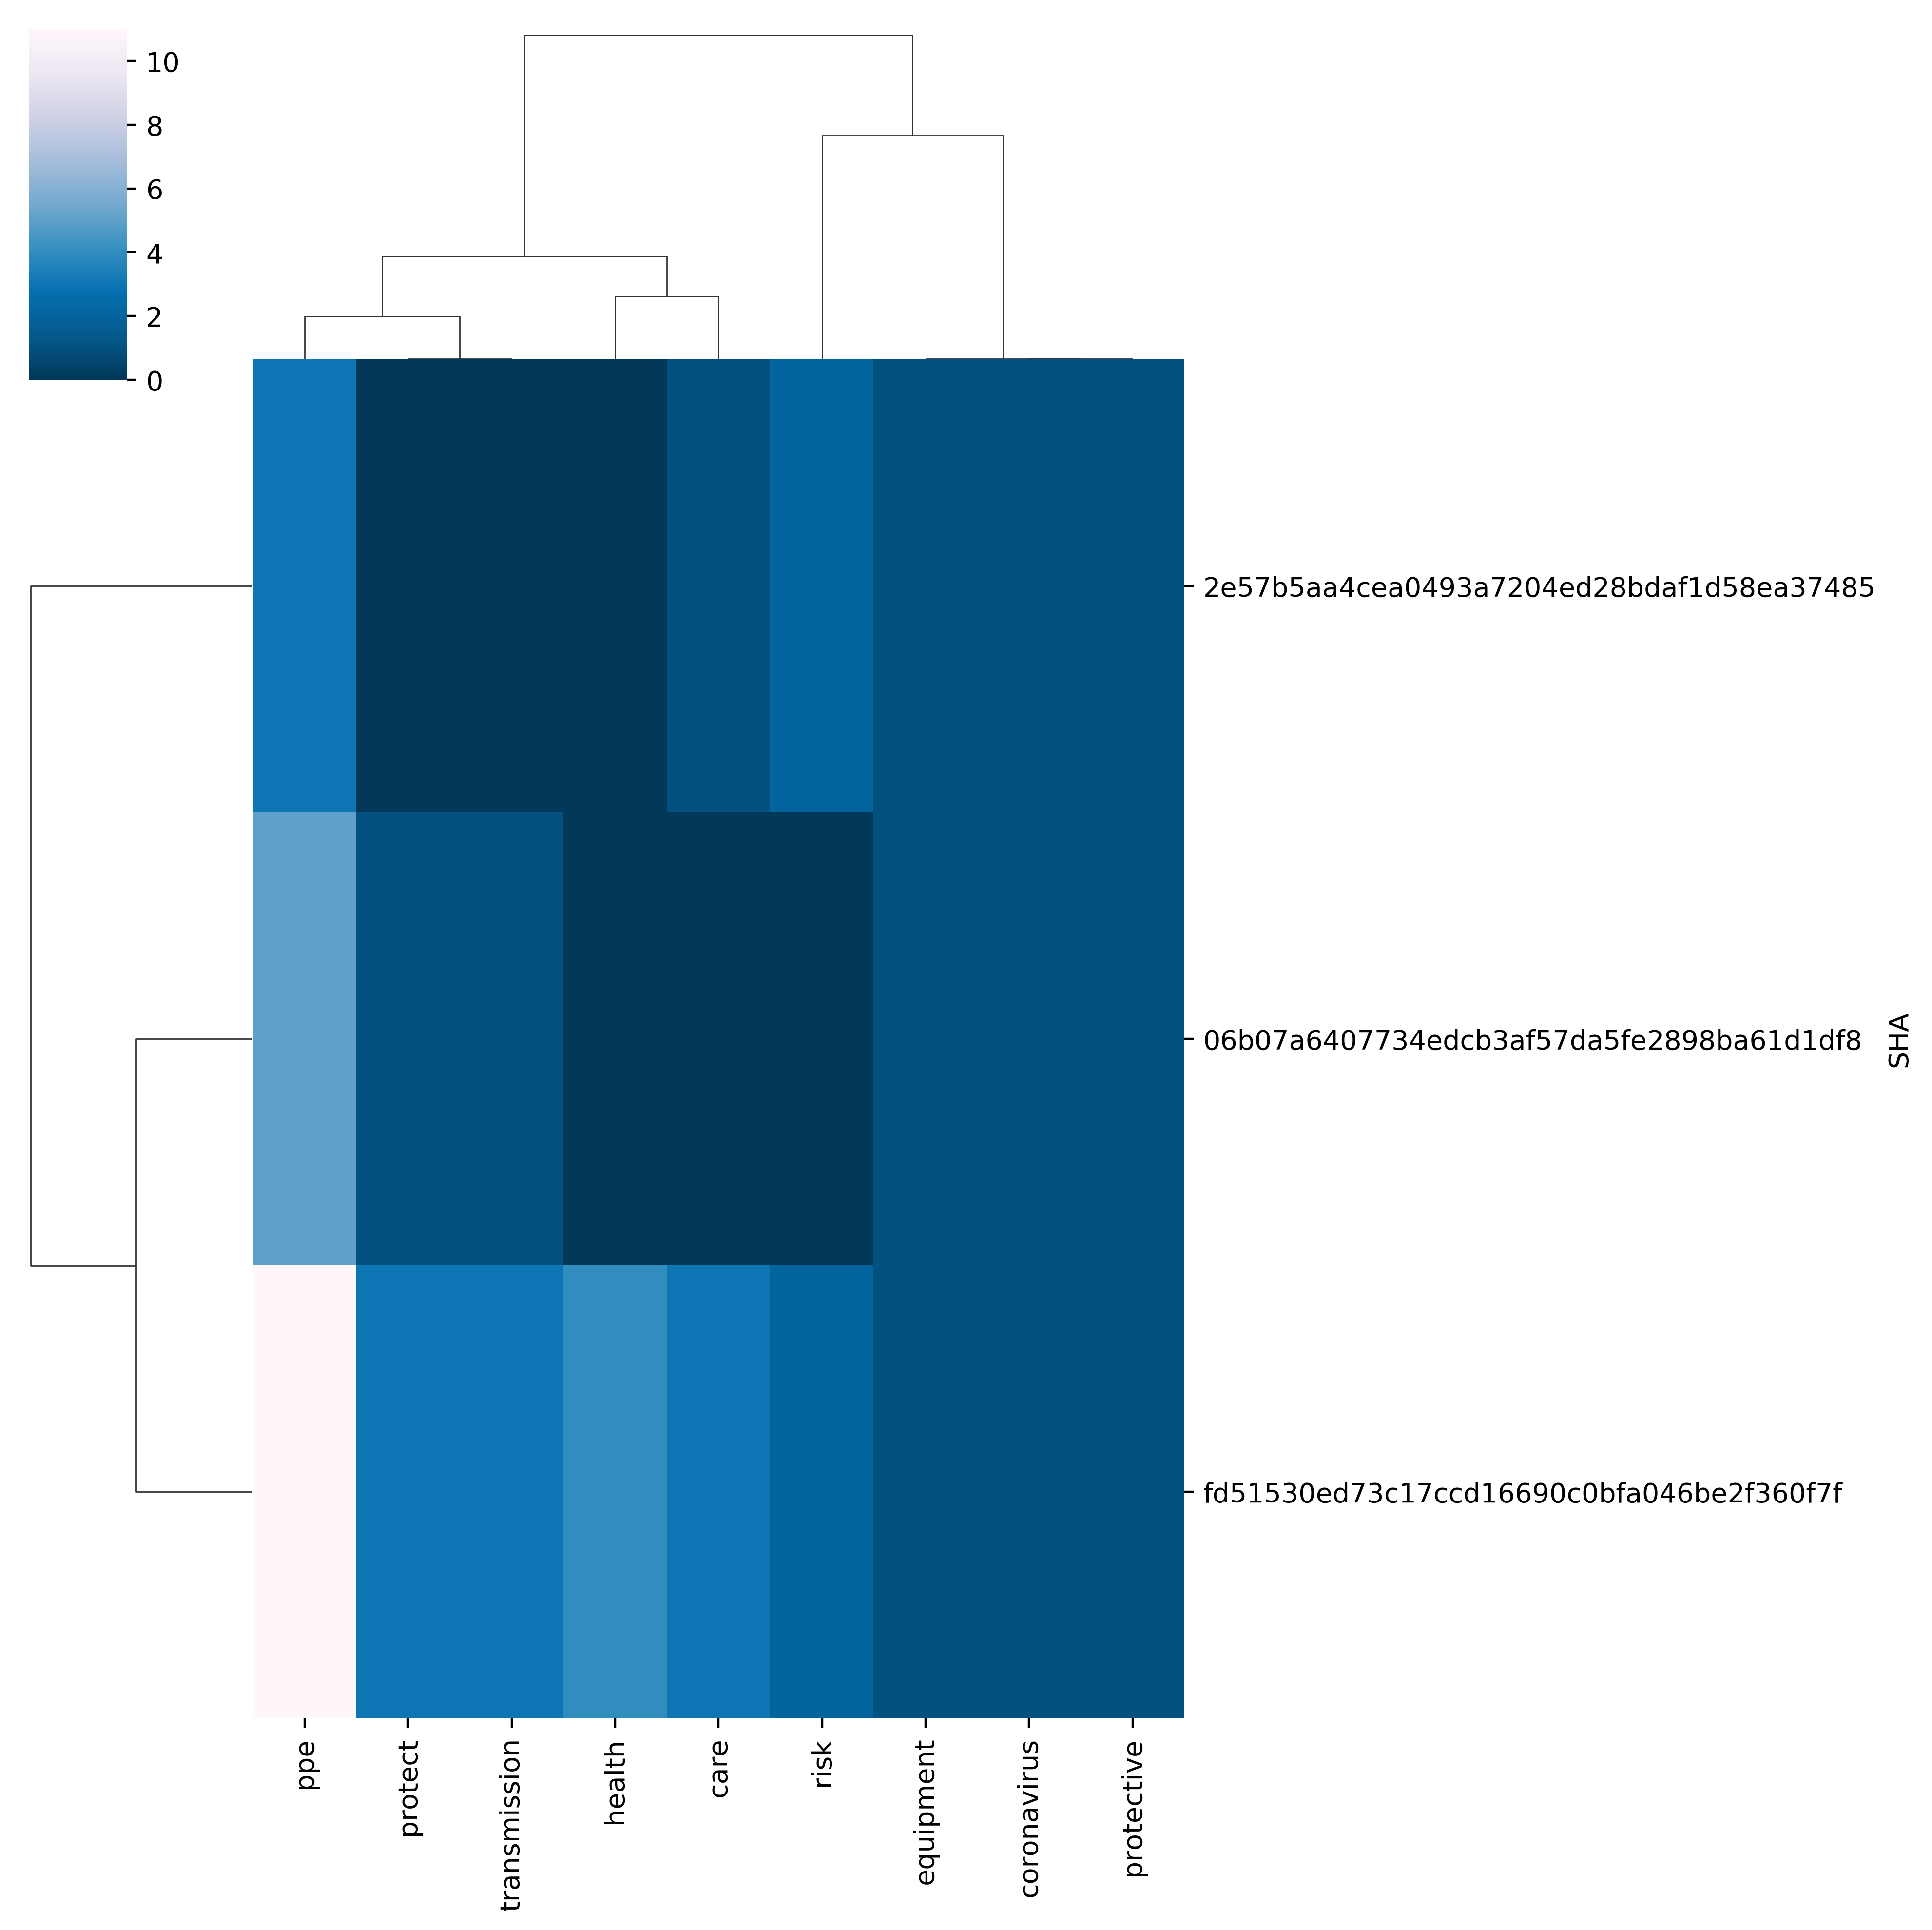 10
8
6
4
2
0
2e57b5aa4cea0493a7204ed28bdaf1d58ea37485
06b07a6407734edcb3af57da5fe2898ba61d1df8
fd51530ed73c17ccd16690c0bfa046be2f360f7f
SHA
ppe
protect
transmission
health
care
risk
equipment
coronavirus
protective